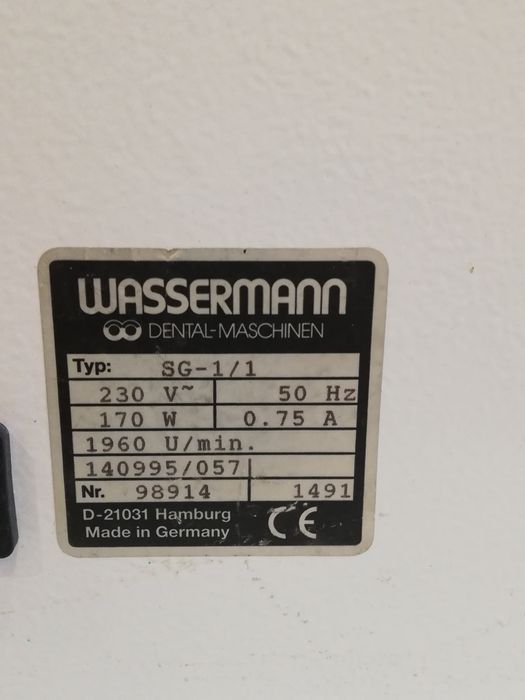 WASSERMANN
DENTAL-MASCHINEN
Typ: SG-1/1
230 V~ 50 Hz
170 W 0.75 A
1960 U/min.
140995/057
Nr. 98914 1491
D-21031 Hamburg
Made in Germany CE